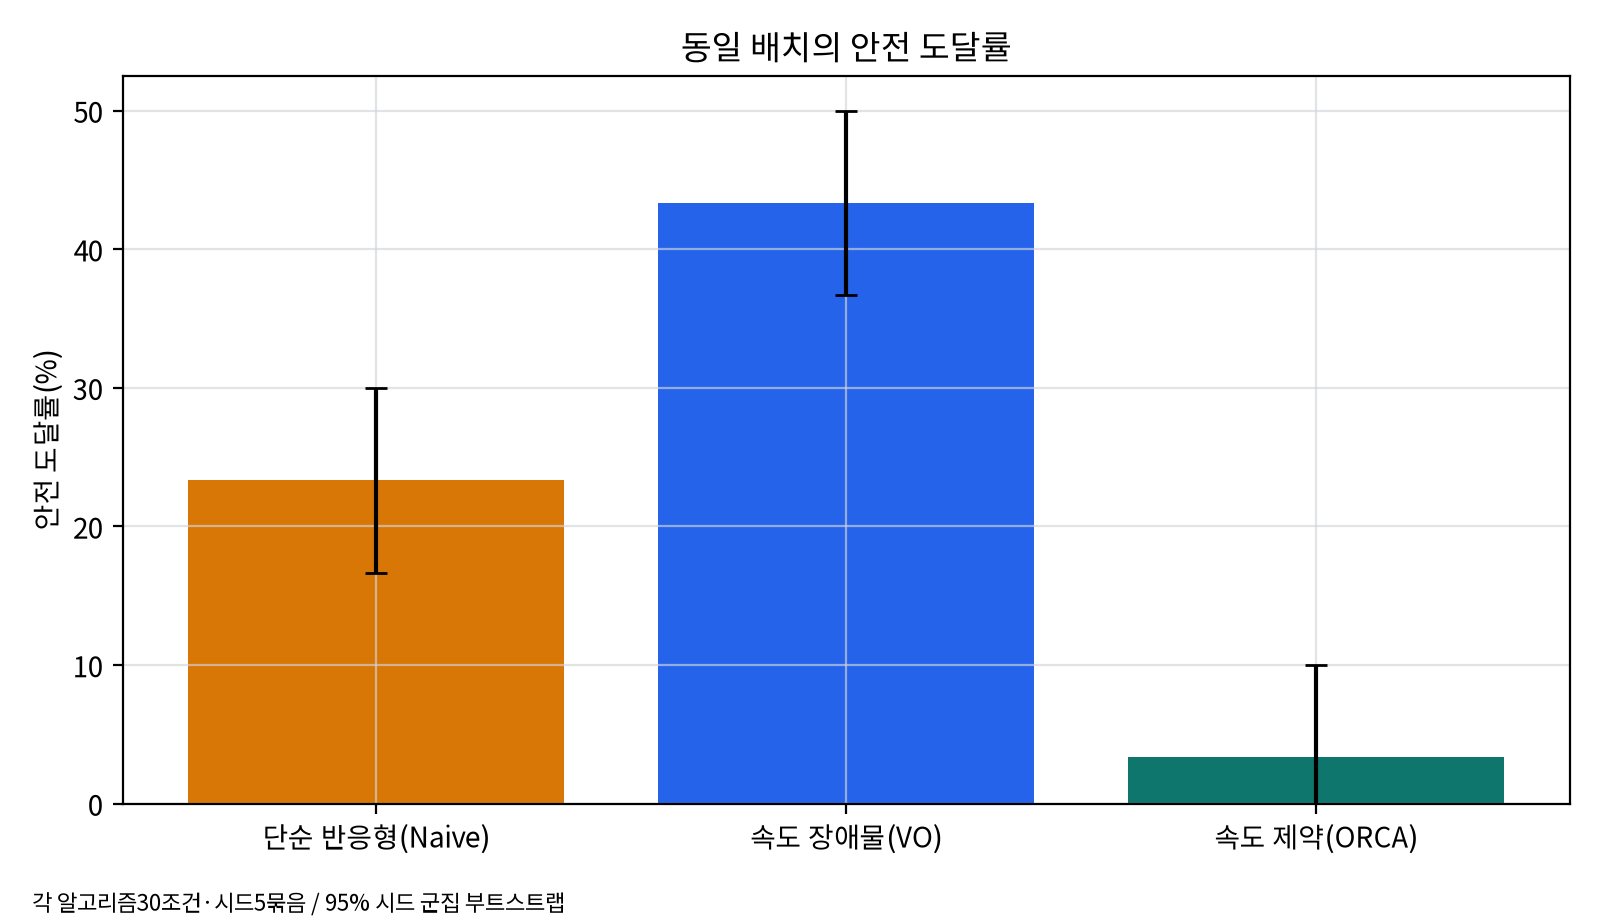 동일 배치의 안전 도달률
안전 도달률(%)
50
40
30
20
10
0
단순 반응형(Naive)
속도 장애물(VO)
속도 제약(ORCA)
각 알고리즘30조건·시드5묶음 / 95% 시드 군집 부트스트랩